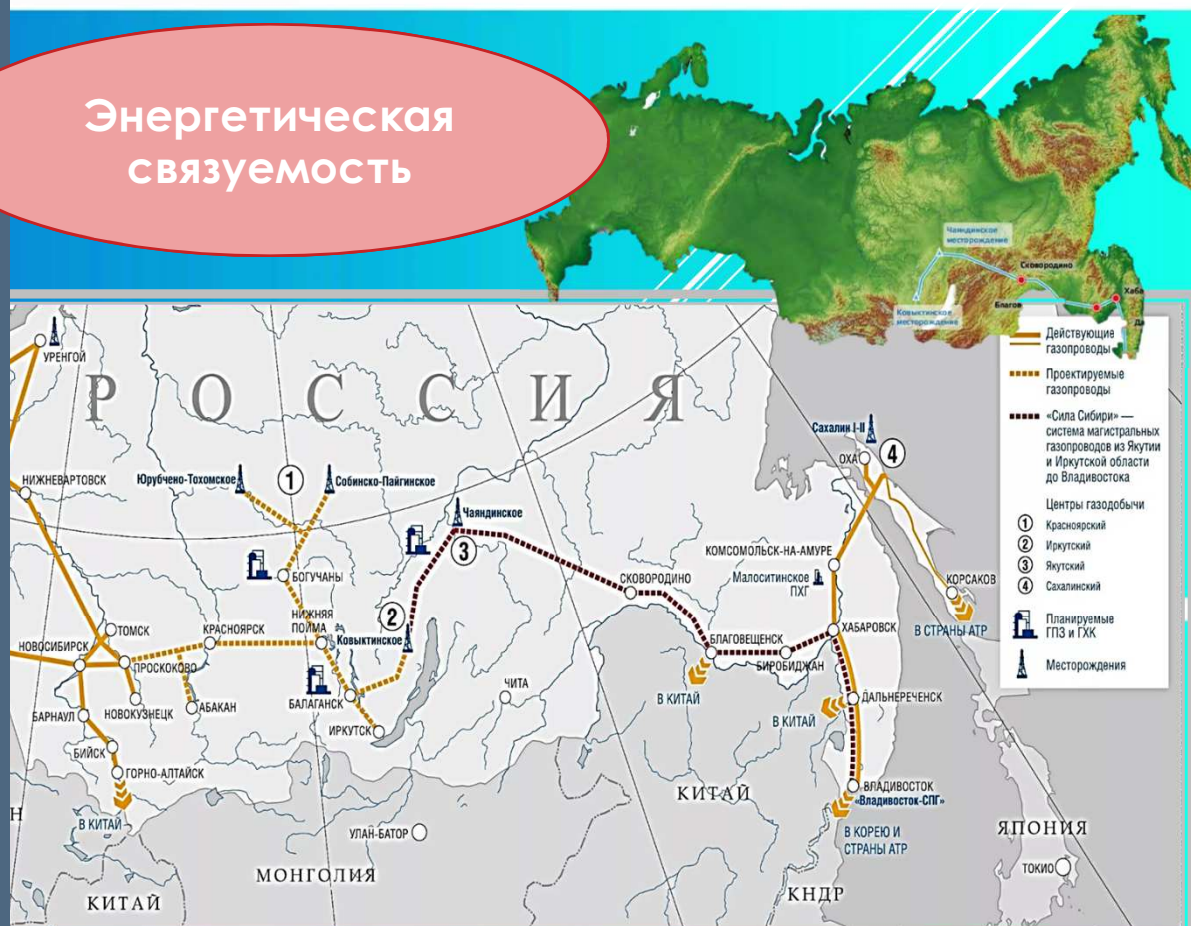 Энергетическая
связуемость
Чаяндинское
месторождение
Сковородино
Хаба
Благов
Ковыктинское
месторождение
Да
Действующие
газопроводы
Проектируемые
газопроводы
«Сила Сибири» —
система магистральных
газопроводов из Якутии
и Иркутской области
до Владивостока
Центры газодобычи
1 Красноярский
2 Иркутский
3 Якутский
4 Сахалинский
Планируемые
ГПЗ и ГХК
Месторождения
УРЕНГОЙ
РОССИЯ
Сахалин I-II
ОХА
4
НИЖНЕВАРТОВСК
Юрубчено-Тохомское
1
Собинско-Пайгинское
Чаяндинское
3
КОМСОМОЛЬСК-НА-АМУРЕ
БОГУЧАНЫ
СКОВОРОДИНО
Малоситинское
ПХГ
КОРСАКОВ
В СТРАНЫ АТР
2
НИЖНЯЯ
ПОЙМА
ТОМСК
КРАСНОЯРСК
Ковыктинское
ХАБАРОВСК
НОВОСИБИРСК
ПРОСКОКОВО
БЛАГОВЕЩЕНСК
БИРОБИДЖАН
ЧИТА
БАРНАУЛ
НОВОКУЗНЕЦК
АБАКАН
БАЛАГАНСК
В КИТАЙ
ДАЛЬНЕРЕЧЕНСК
В КИТАЙ
ИРКУТСК
БИЙСК
ГОРНО-АЛТАЙСК
КИТАЙ
ВЛАДИВОСТОК
«Владивосток-СПГ»
Н
В КИТАЙ
УЛАН-БАТОР
В КОРЕЮ И
СТРАНЫ АТР
ЯПОНИЯ
ТОКИО
МОНГОЛИЯ
КНДР
КИТАЙ